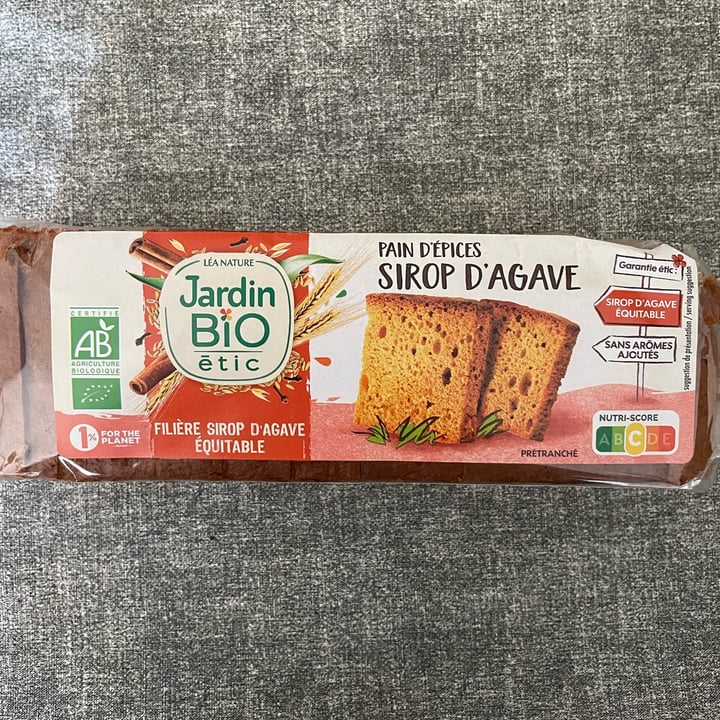 LÉA NATURE
Jardin
BiO
étic
CERTIFIÉ
AB
AGRICULTURE
BIOLOGIQUE
1% FOR THE
PLANET
FILIÈRE SIROP D'AGAVE
ÉQUITABLE
PAIN D'ÉPICES
SIROP D'AGAVE
PRÉTRANCHÉ
Garantie étic :
SIROP D'AGAVE
ÉQUITABLE
SANS ARÔMES
AJOUTÉS
suggestion de présentation / serving suggestion
NUTRI-SCORE
ABCDE